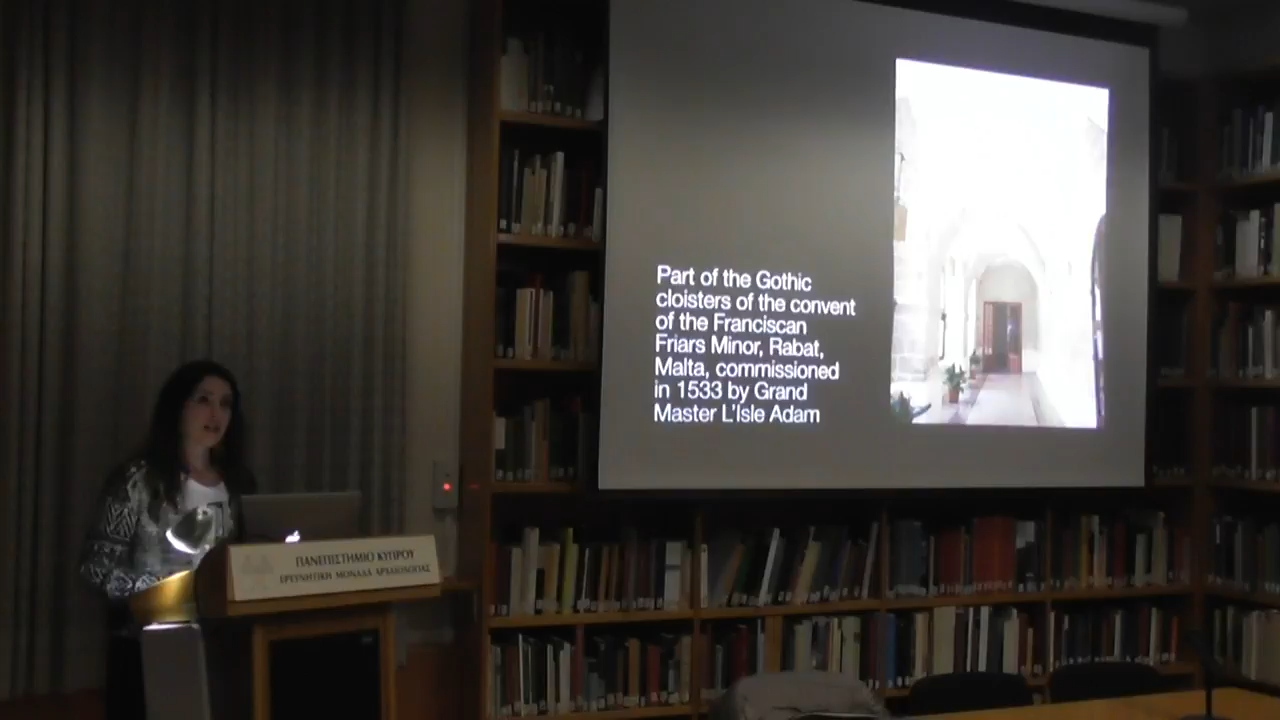 Part of the Gothic
cloisters of the convent
of the Franciscan
Friars Minor, Rabat,
Malta, commissioned
in 1533 by Grand
Master L'Isle Adam
ΠΑΝΕΠΙΣΤΗΜΙΟ ΚΥΠΡΟΥ
ΕΡΕΥΝΗΤΙΚΗ ΜΟΝΑΔΑ ΑΡΧΑΙΟΛΟΓΙΑΣ